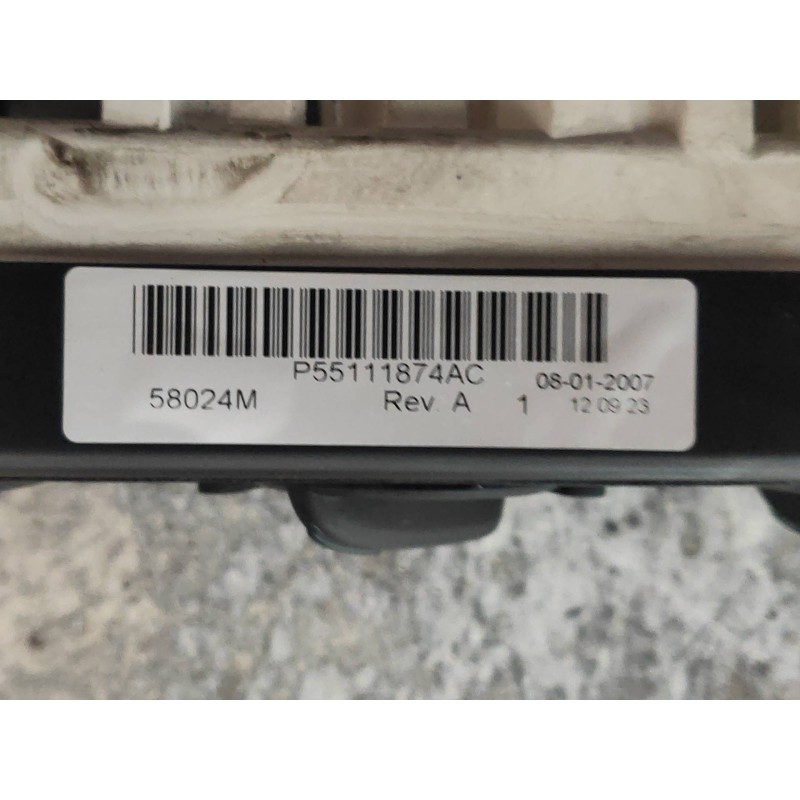 P55111874AC 08-01-2007
58024M Rev. A 1 12 09 23